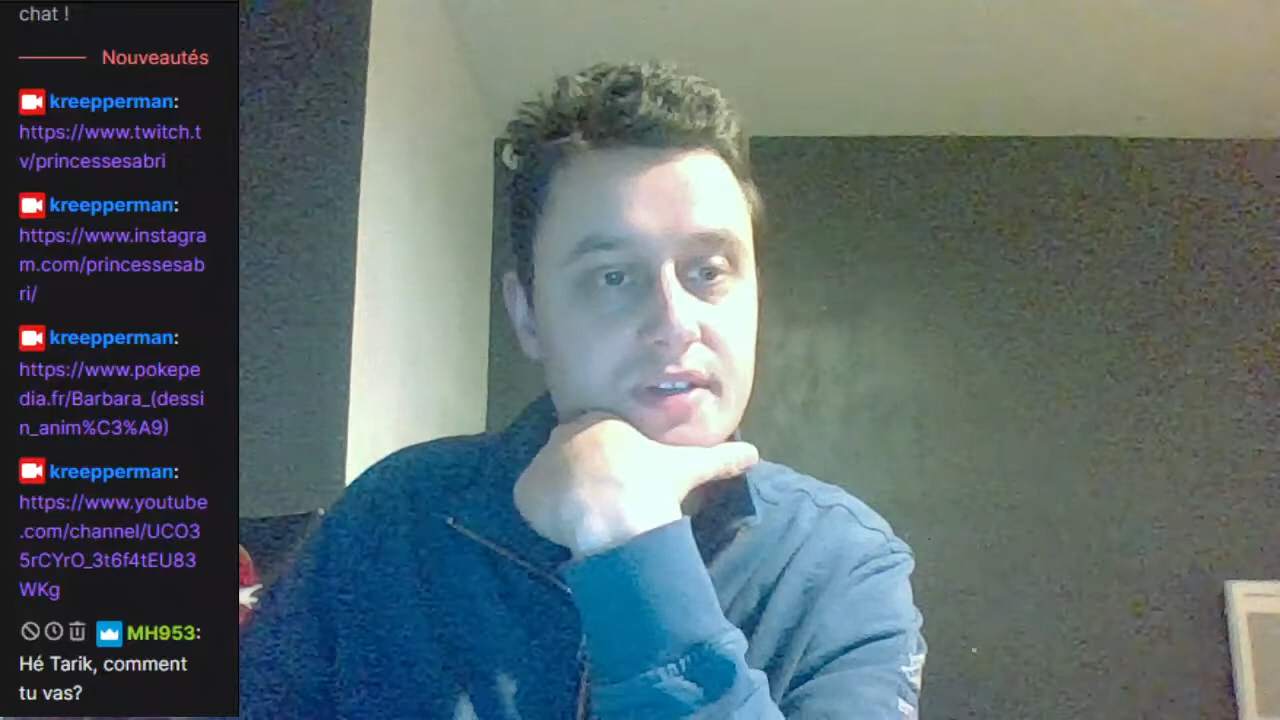 chat !
Nouveautés
kreepperman:
https://www.twitch.t
v/princessesabri
kreepperman:
https://www.instagra
m.com/princessesab
ri/
kreepperman:
https://www.pokepe
dia.fr/Barbara_(dessi
n_anim%C3%A9)
kreepperman:
https://www.youtube
.com/channel/UCO3
5rCYrO_3t6f4tEU83
WKg
MH953:
Hé Tarik, comment
tu vas?